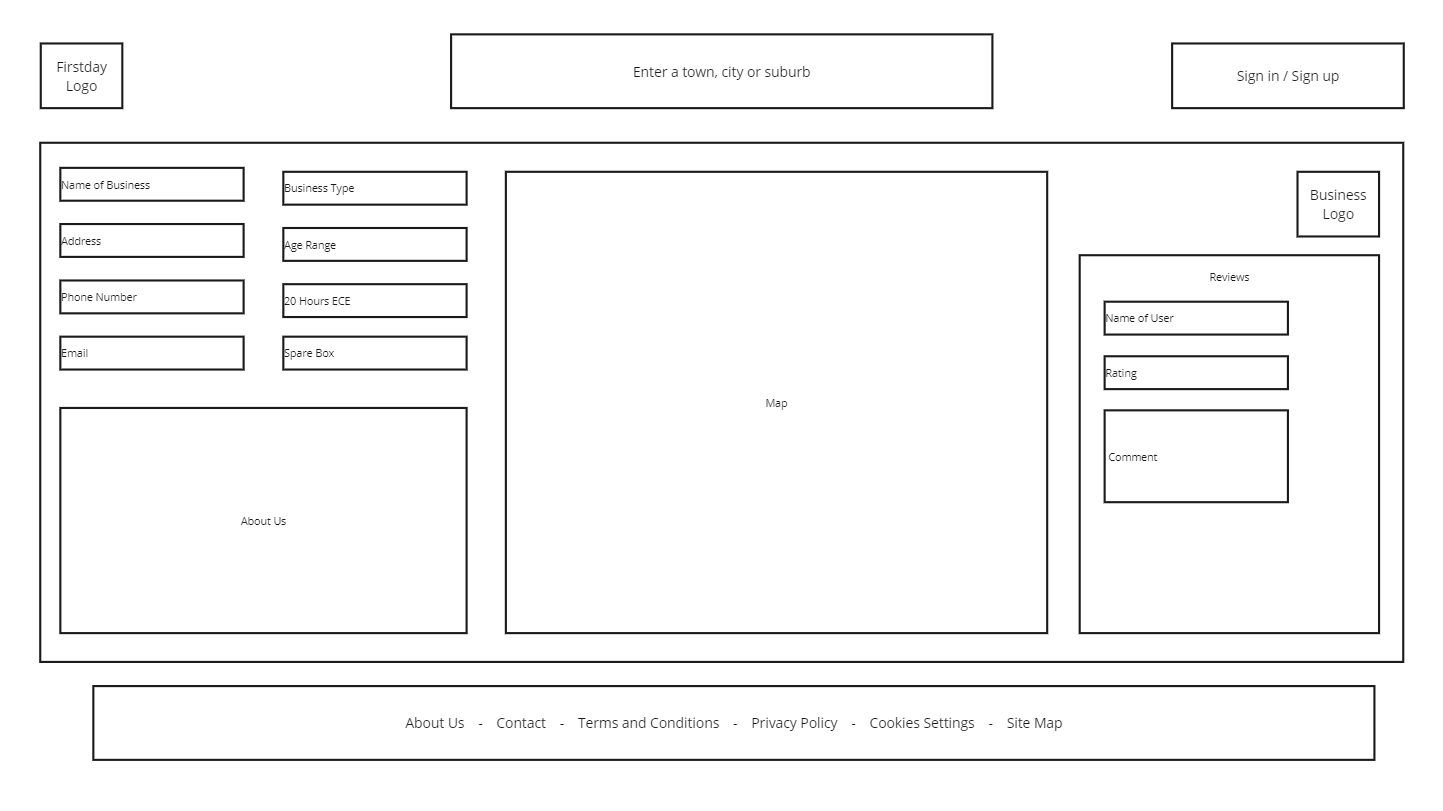 Firstday
Logo
Enter a town, city or suburb
Sign in / Sign up
Name of Business
Address
Phone Number
Email
Business Type
Age Range
20 Hours ECE
Spare Box
About Us
Map
Business
Logo
Reviews
Name of User
Rating
Comment
About Us - Contact - Terms and Conditions - Privacy Policy - Cookies Settings - Site Map